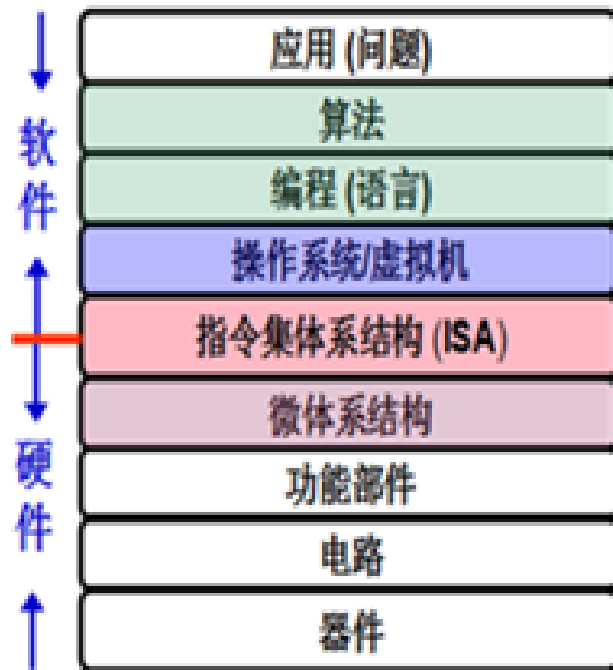 应用 (问题)
算法
编程 (语言)
操作系统/虚拟机
指令集体系结构 (ISA)
微体系结构
功能部件
电路
器件
软件
硬件